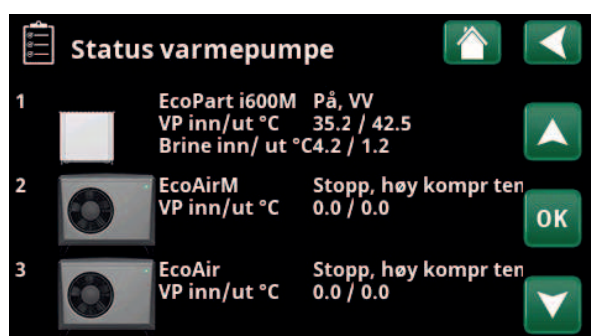 Status varmepumpe
1 EcoPart i600M På, VV
VP inn/ut °C 35.2 / 42.5
Brine inn/ ut °C4.2 / 1.2
2 EcoAirM Stopp, høy kompr ten
VP inn/ut °C 0.0 / 0.0
OK
3 EcoAir Stopp, høy kompr ten
VP inn/ut °C 0.0 / 0.0